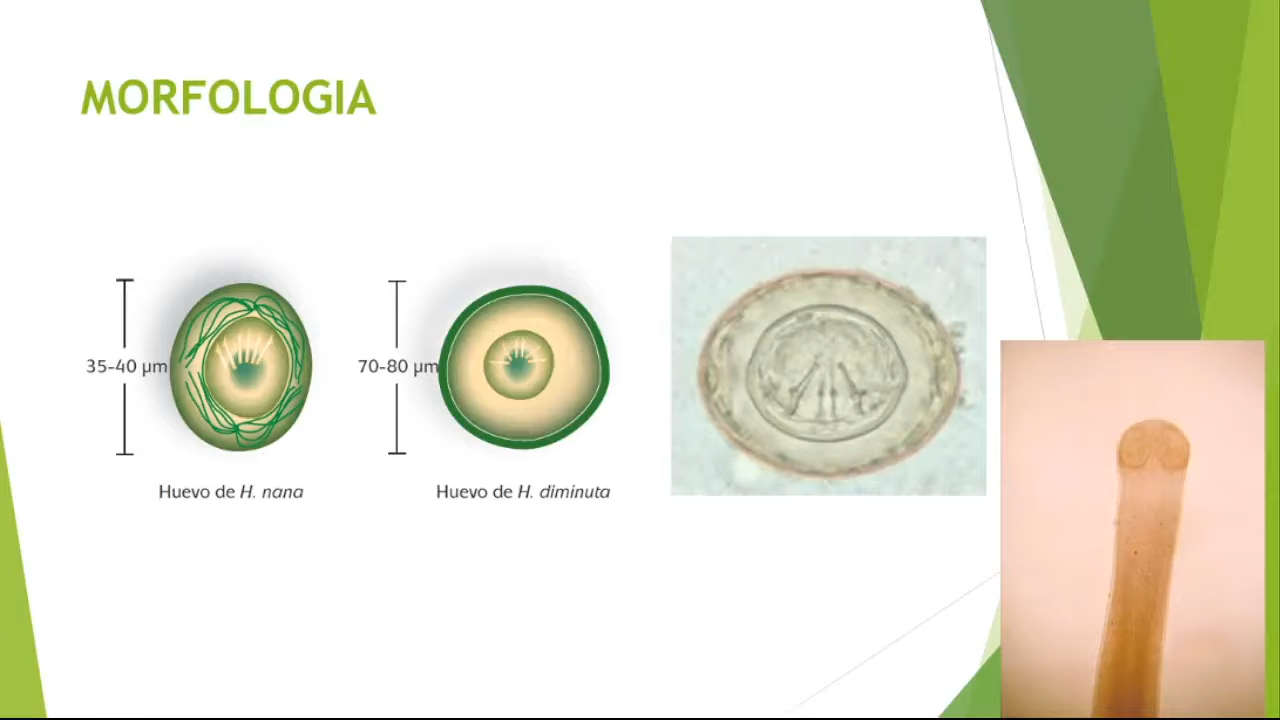 MORFOLOGIA
35-40 µm
70-80 µm
Huevo de H. nana
Huevo de H. diminuta